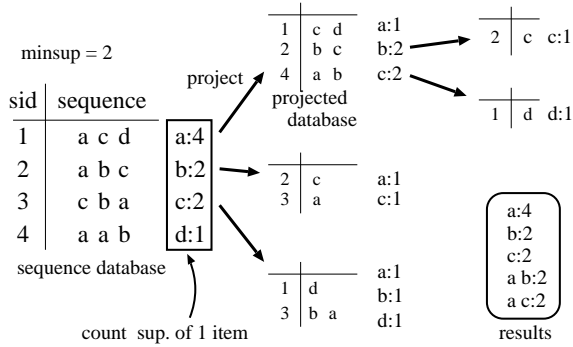 minsup = 2
sid sequence
1 a c d
2 a b c
3 c b a
4 a a b
sequence database
a:4
b:2
c:2
d:1
count sup. of 1 item
project
1 c d
2 b c
4 a b
projected
database
a:1
b:2
c:2
2 c
3 a
a:1
c:1
1 d
3 b a
a:1
b:1
d:1
2 c c:1
1 d d:1
a:4
b:2
c:2
a b:2
a c:2
results